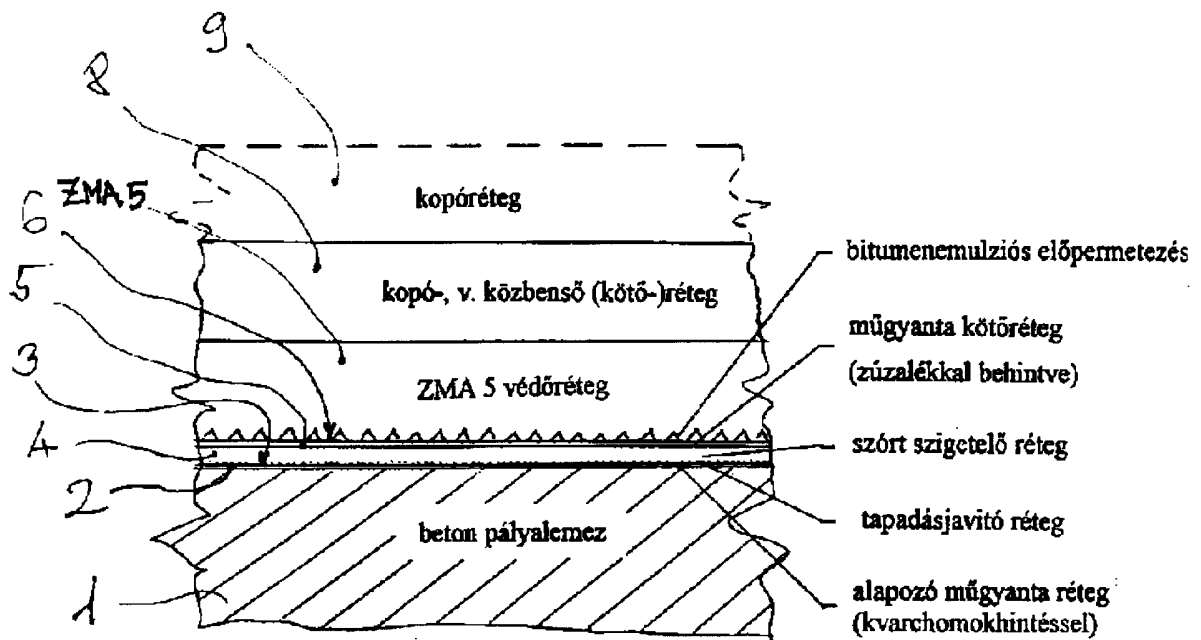 9
8
ZMA 5
6
5
3
4
2
1
kopóréteg
kopó-, v. közbenső (kötő-)réteg
ZMA 5 védőréteg
beton pályalemez
bitumenemulziós előpermetezés
műgyanta kötőréteg
(zúzalékkal behintve)
szórt szigetelő réteg
tapadásjavító réteg
alapozó műgyanta réteg
(kvarchomokhintéssel)